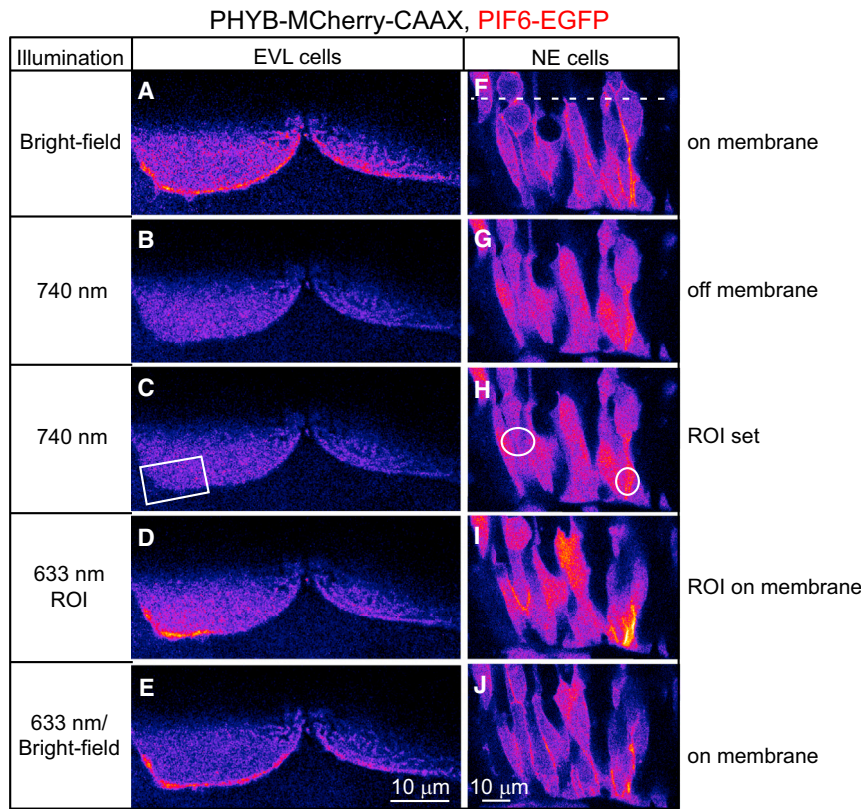 PHYB-MCherry-CAAX, PIF6-EGFP
Illumination
EVL cells
NE cells
Bright-field
A
F
on membrane
740 nm
B
G
off membrane
740 nm
C
H
ROI set
633 nm
ROI
D
I
ROI on membrane
633 nm/
Bright-field
E
J
on membrane
10 μm
10 μm